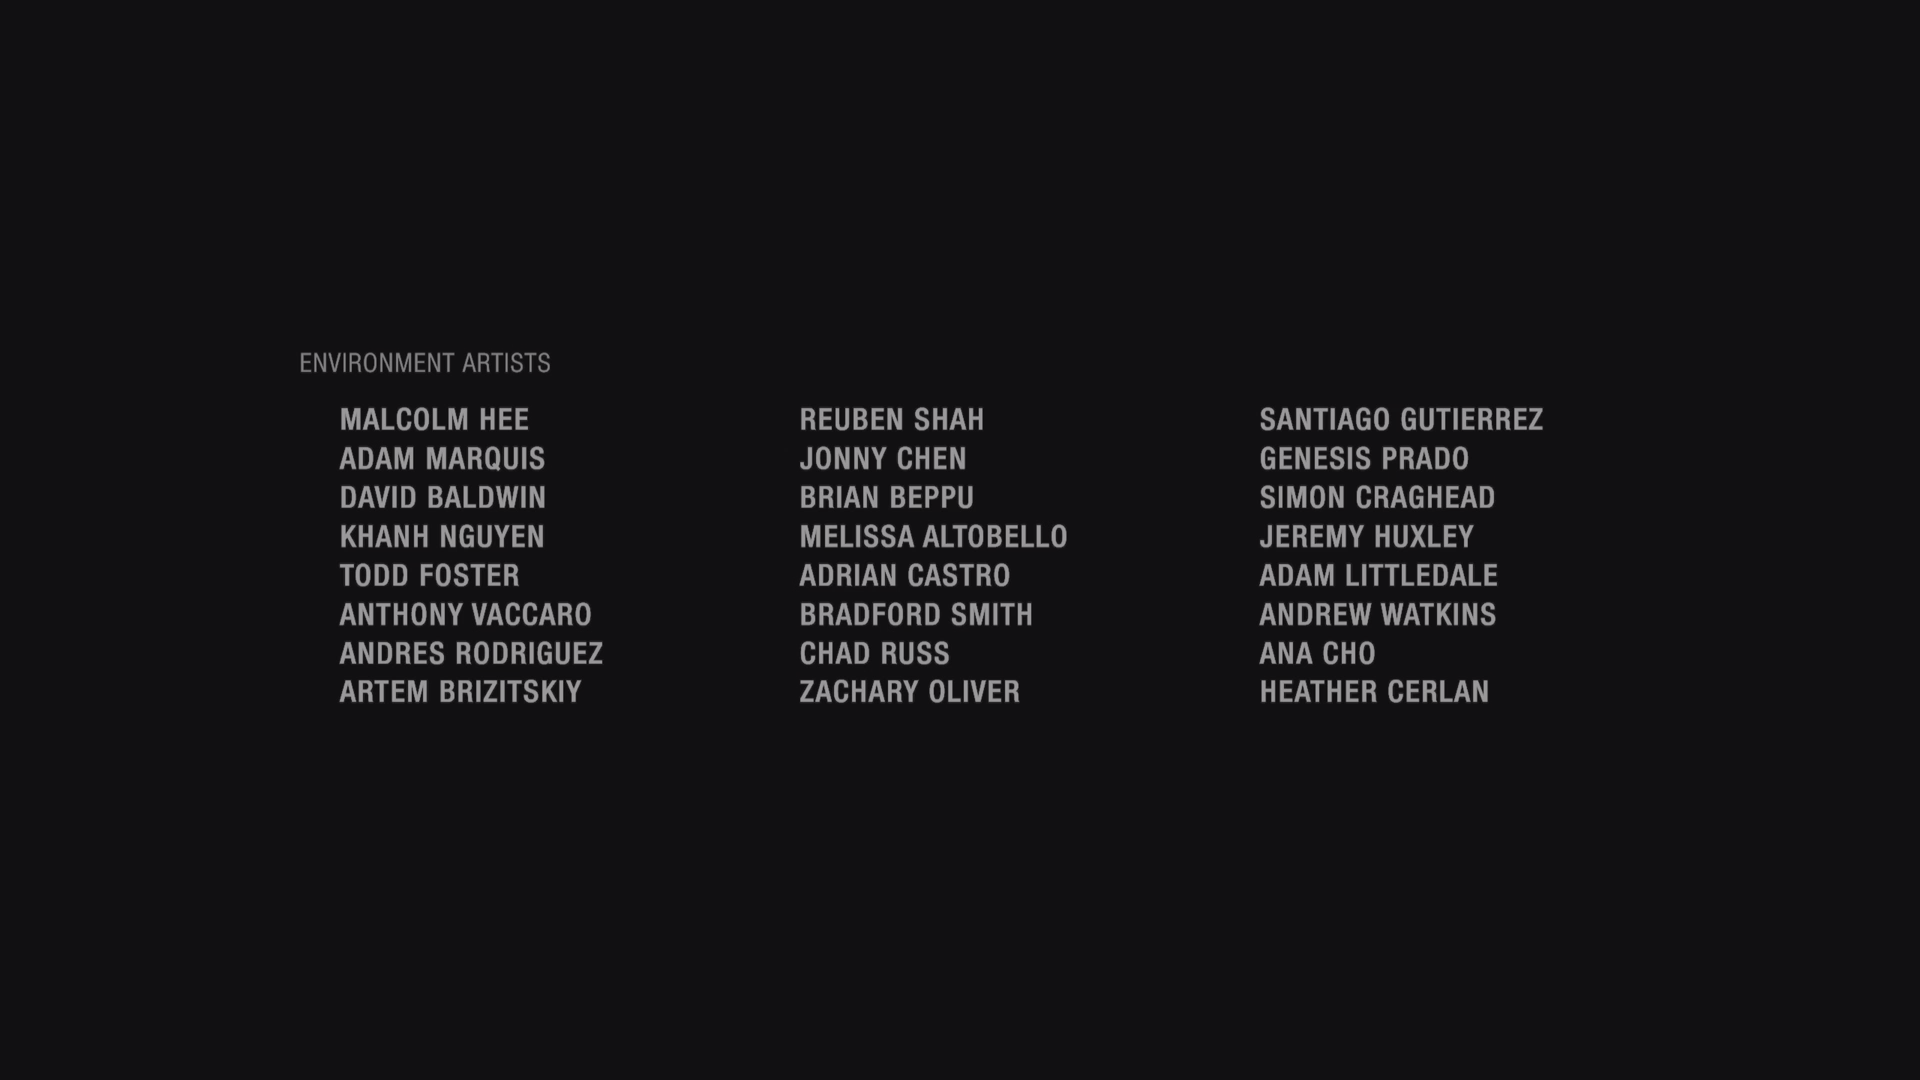 ENVIRONMENT ARTISTS
MALCOLM HEE
ADAM MARQUIS
DAVID BALDWIN
KHANH NGUYEN
TODD FOSTER
ANTHONY VACCARO
ANDRES RODRIGUEZ
ARTEM BRIZITSKIY
REUBEN SHAH
JONNY CHEN
BRIAN BEPPU
MELISSA ALTOBELLO
ADRIAN CASTRO
BRADFORD SMITH
CHAD RUSS
ZACHARY OLIVER
SANTIAGO GUTIERREZ
GENESIS PRADO
SIMON CRAGHEAD
JEREMY HUXLEY
ADAM LITTLEDALE
ANDREW WATKINS
ANA CHO
HEATHER CERLAN